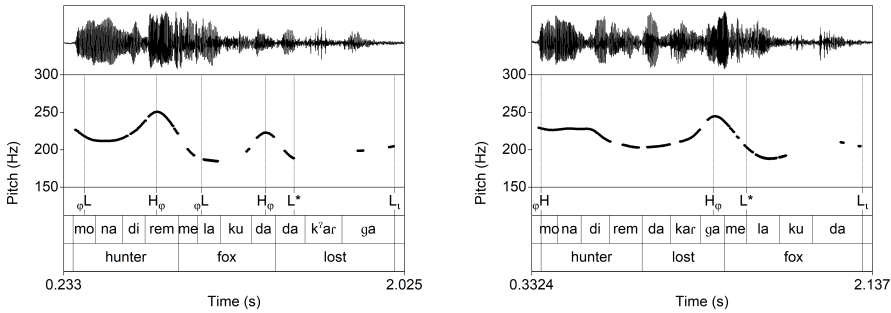 300
250
200
150
Pitch (Hz)
φL Hφ φL Hφ L* Lι
mo na di rem me la ku da da kˀaɾ ga
hunter fox lost
0.233 2.025
Time (s)
300
250
200
150
Pitch (Hz)
φH Hφ L* Lι
mo na di rem da kaɾ ga me la ku da
hunter lost fox
0.3324 2.137
Time (s)